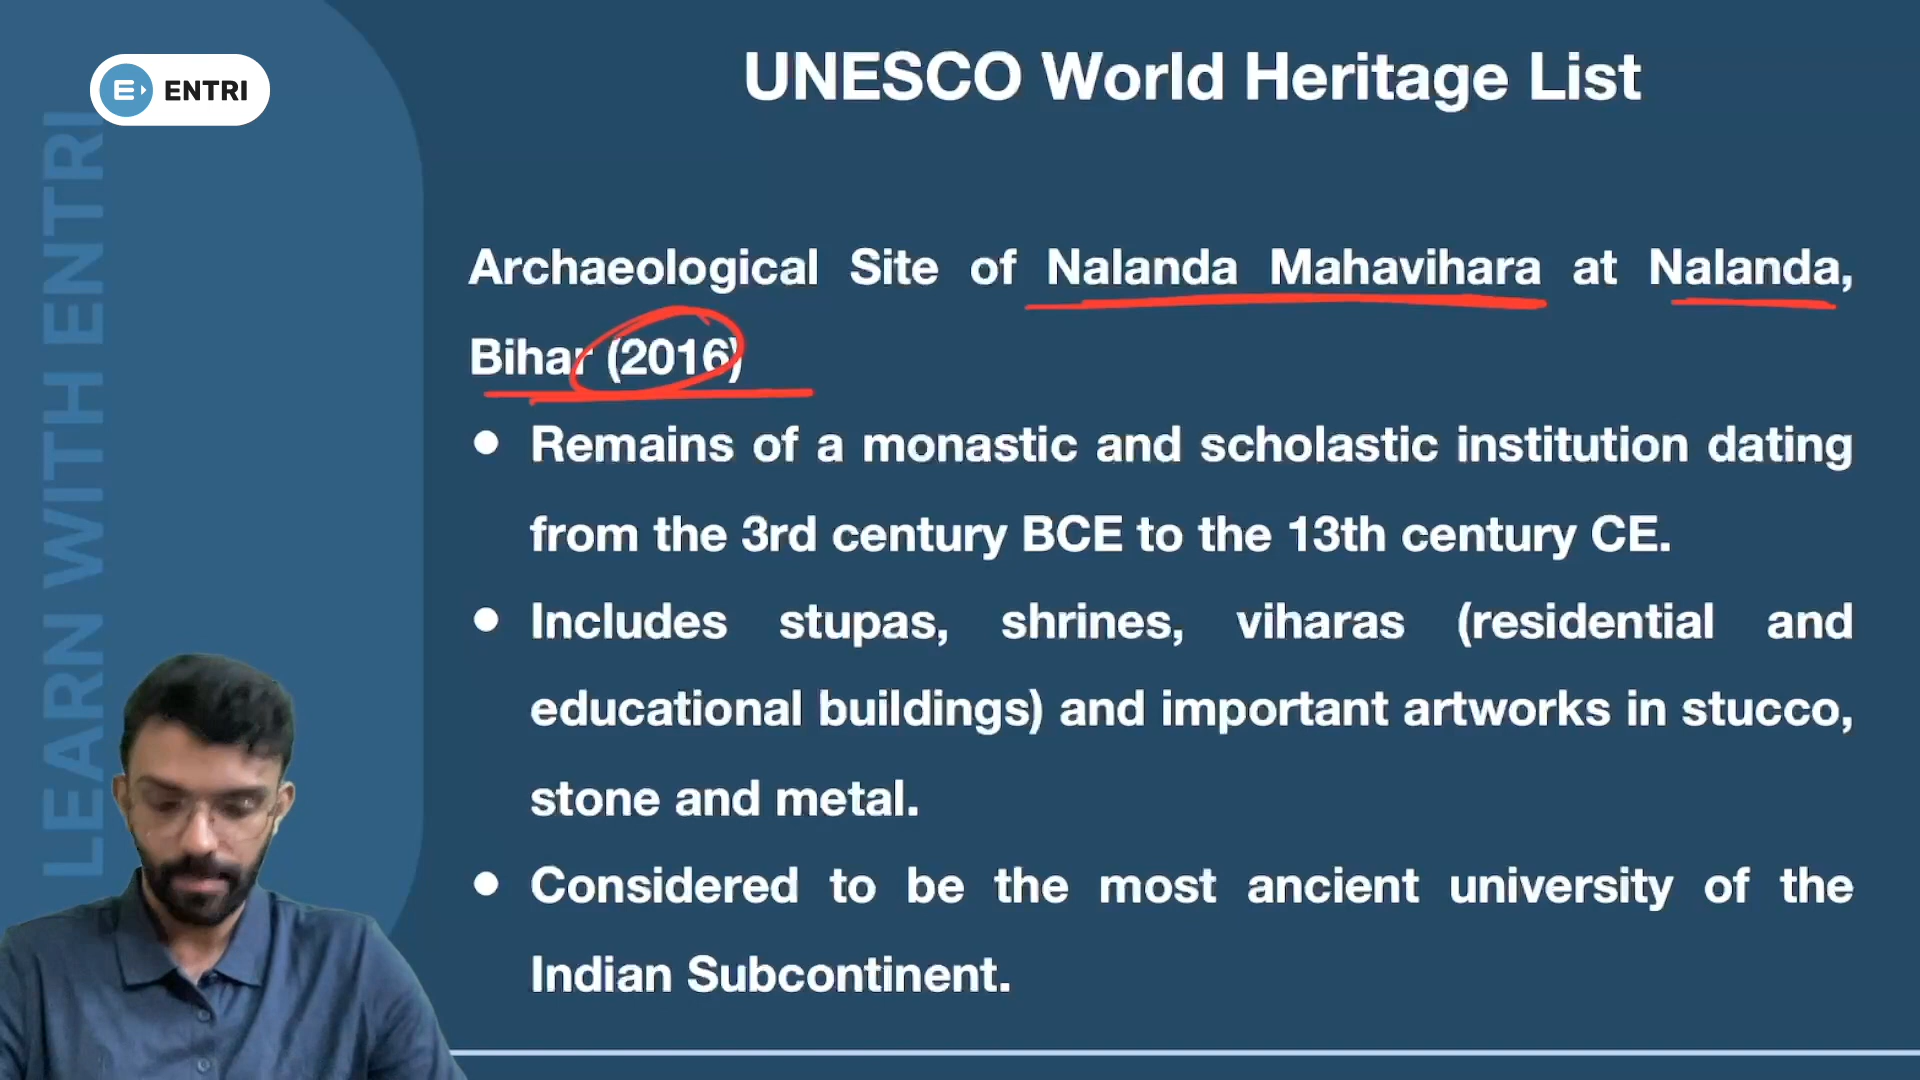 ENTRI
LEARN WITH ENTRI
UNESCO World Heritage List
Archaeological Site of Nalanda Mahavihara at Nalanda,
Bihar (2016)
● Remains of a monastic and scholastic institution dating
from the 3rd century BCE to the 13th century CE.
● Includes stupas, shrines, viharas (residential and
educational buildings) and important artworks in stucco,
stone and metal.
● Considered to be the most ancient university of the
Indian Subcontinent.